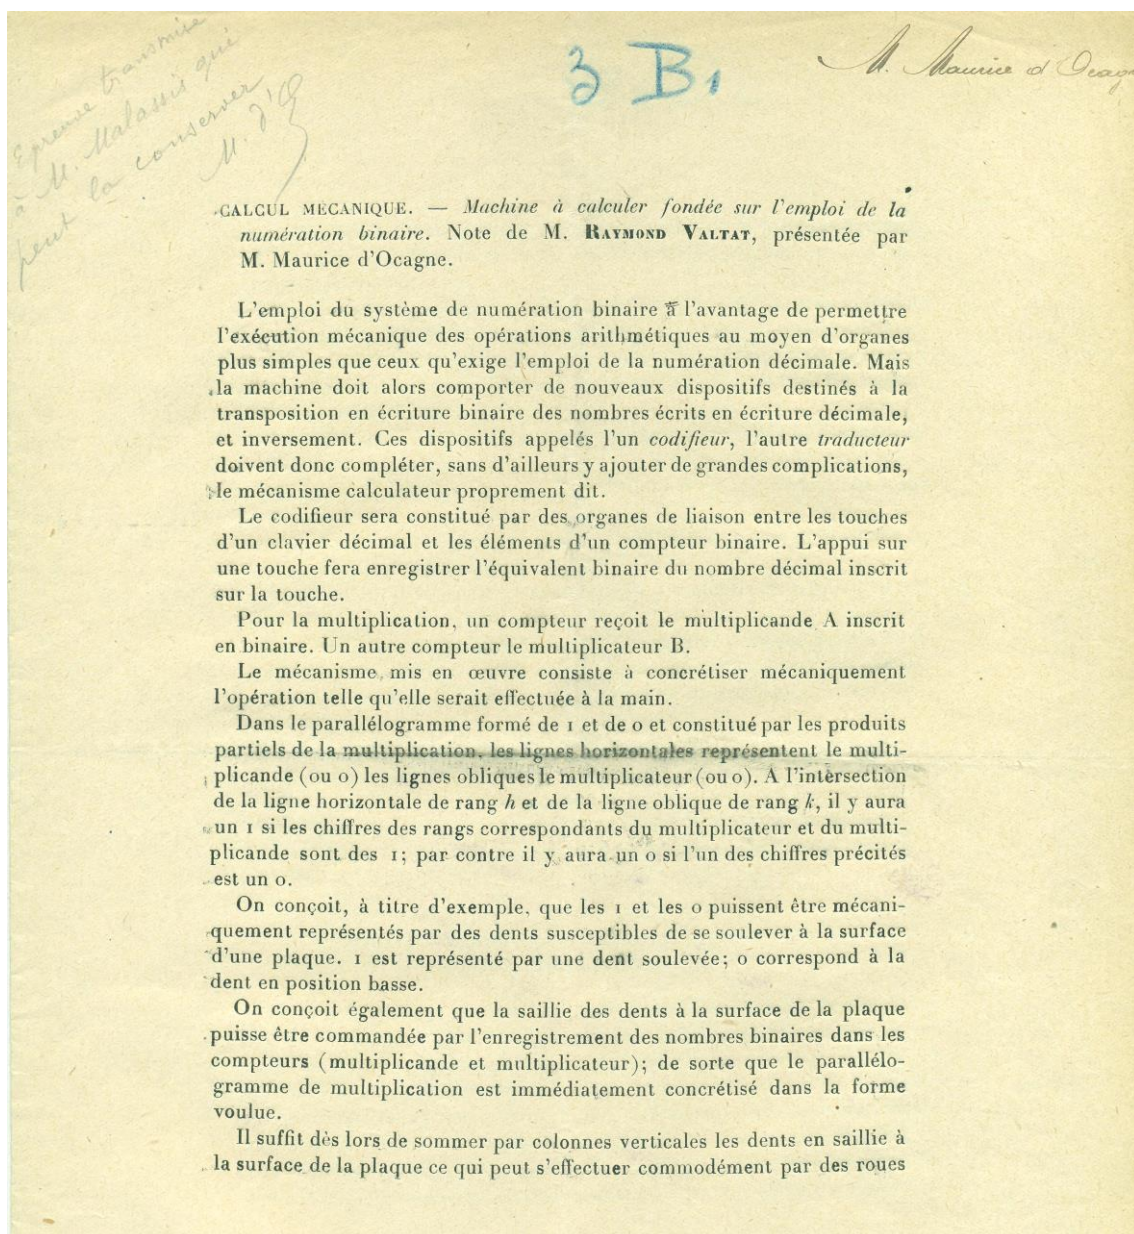 Epreuve transmise
à M. Malassis qui
peut la conserver
M. d'O
3 B1
M. Maurice d'Ocagne
CALCUL MÉCANIQUE. — Machine à calculer fondée sur l'emploi de la
numération binaire. Note de M. RAYMOND VALTAT, présentée par
M. Maurice d'Ocagne.
L'emploi du système de numération binaire a l'avantage de permettre
l'exécution mécanique des opérations arithmétiques au moyen d'organes
plus simples que ceux qu'exige l'emploi de la numération décimale. Mais
la machine doit alors comporter de nouveaux dispositifs destinés à la
transposition en écriture binaire des nombres écrits en écriture décimale,
et inversement. Ces dispositifs appelés l'un codifieur, l'autre traducteur
doivent donc compléter, sans d'ailleurs y ajouter de grandes complications,
le mécanisme calculateur proprement dit.
Le codifieur sera constitué par des organes de liaison entre les touches
d'un clavier décimal et les éléments d'un compteur binaire. L'appui sur
une touche fera enregistrer l'équivalent binaire du nombre décimal inscrit
sur la touche.
Pour la multiplication, un compteur reçoit le multiplicande A inscrit
en binaire. Un autre compteur le multiplicateur B.
Le mécanisme mis en œuvre consiste à concrétiser mécaniquement
l'opération telle qu'elle serait effectuée à la main.
Dans le parallélogramme formé de 1 et de 0 et constitué par les produits
partiels de la multiplication, les lignes horizontales représentent le multi-
plicande (ou 0) les lignes obliques le multiplicateur (ou 0). A l'intersection
de la ligne horizontale de rang h et de la ligne oblique de rang k, il y aura
un 1 si les chiffres des rangs correspondants du multiplicateur et du multi-
plicande sont des 1; par contre il y aura un 0 si l'un des chiffres précités
est un 0.
On conçoit, à titre d'exemple, que les 1 et les 0 puissent être mécani-
quement représentés par des dents susceptibles de se soulever à la surface
d'une plaque. 1 est représenté par une dent soulevée; 0 correspond à la
dent en position basse.
On conçoit également que la saillie des dents à la surface de la plaque
puisse être commandée par l'enregistrement des nombres binaires dans les
compteurs (multiplicande et multiplicateur); de sorte que le parallélo-
gramme de multiplication est immédiatement concrétisé dans la forme
voulue.
Il suffit dès lors de sommer par colonnes verticales les dents en saillie à
la surface de la plaque ce qui peut s'effectuer commodément par des roues